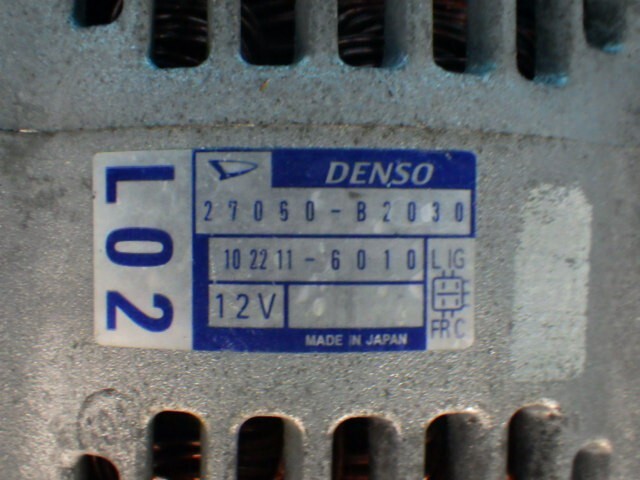 L02
DENSO
27060-B2030
102211-6010
12V
L IG
E
FR C
MADE IN JAPAN